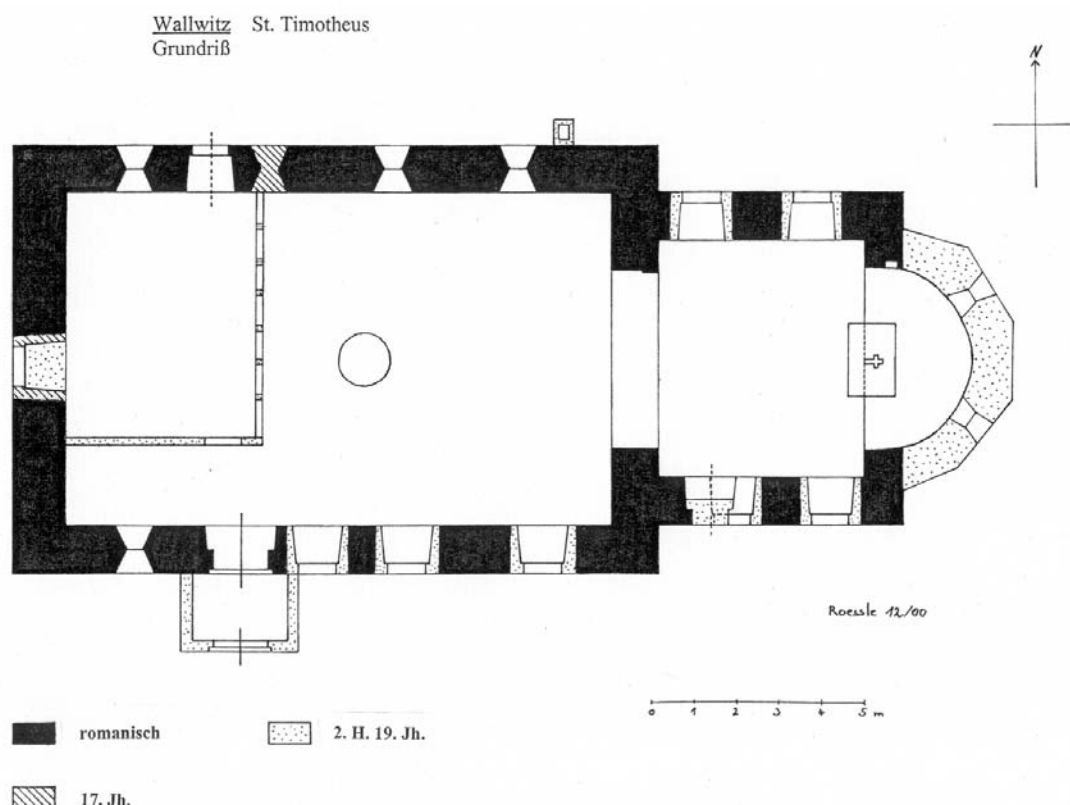 Wallwitz St. Timotheus
Grundriß
N
Roessle 12/00
0 1 2 3 4 5 m
romanisch
2. H. 19. Jh.
17. Jh.